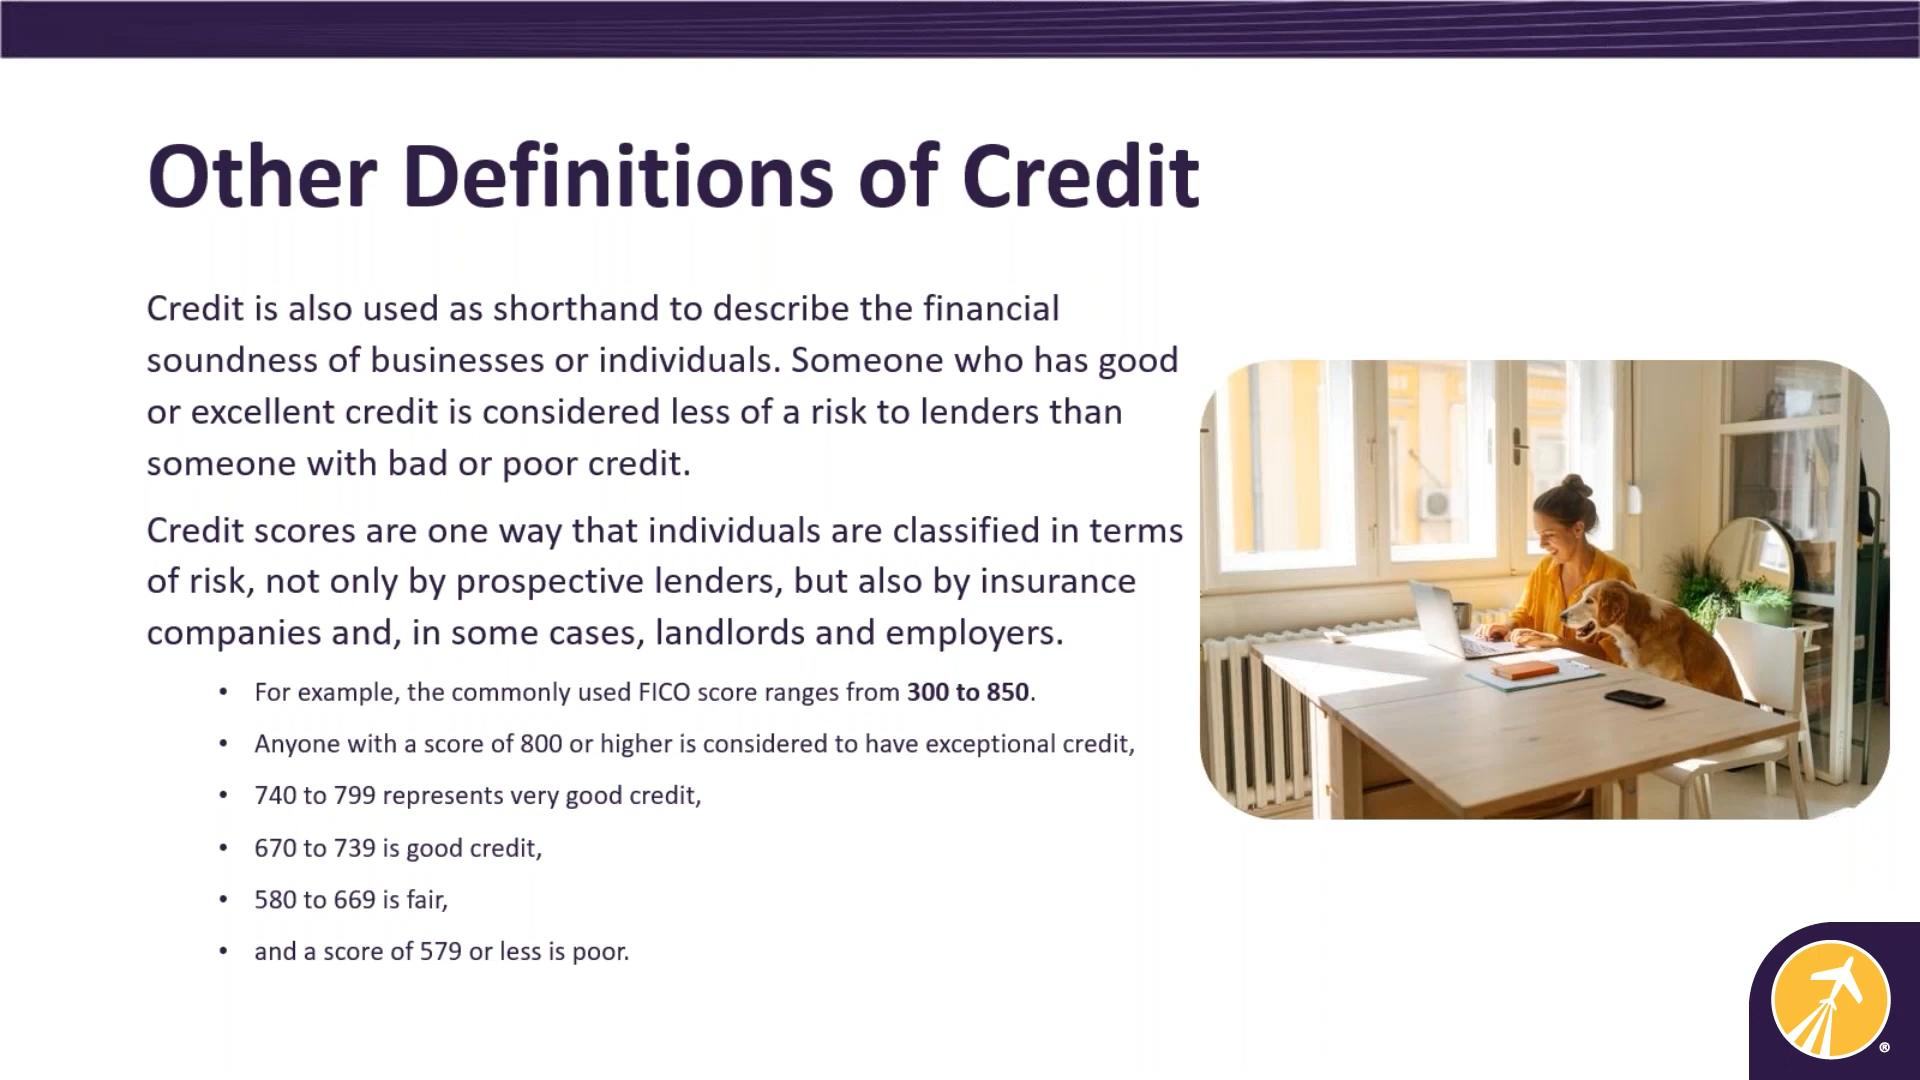 Other Definitions of Credit
Credit is also used as shorthand to describe the financial
soundness of businesses or individuals. Someone who has good
or excellent credit is considered less of a risk to lenders than
someone with bad or poor credit.
Credit scores are one way that individuals are classified in terms
of risk, not only by prospective lenders, but also by insurance
companies and, in some cases, landlords and employers.
• For example, the commonly used FICO score ranges from 300 to 850.
• Anyone with a score of 800 or higher is considered to have exceptional credit,
• 740 to 799 represents very good credit,
• 670 to 739 is good credit,
• 580 to 669 is fair,
• and a score of 579 or less is poor.
®